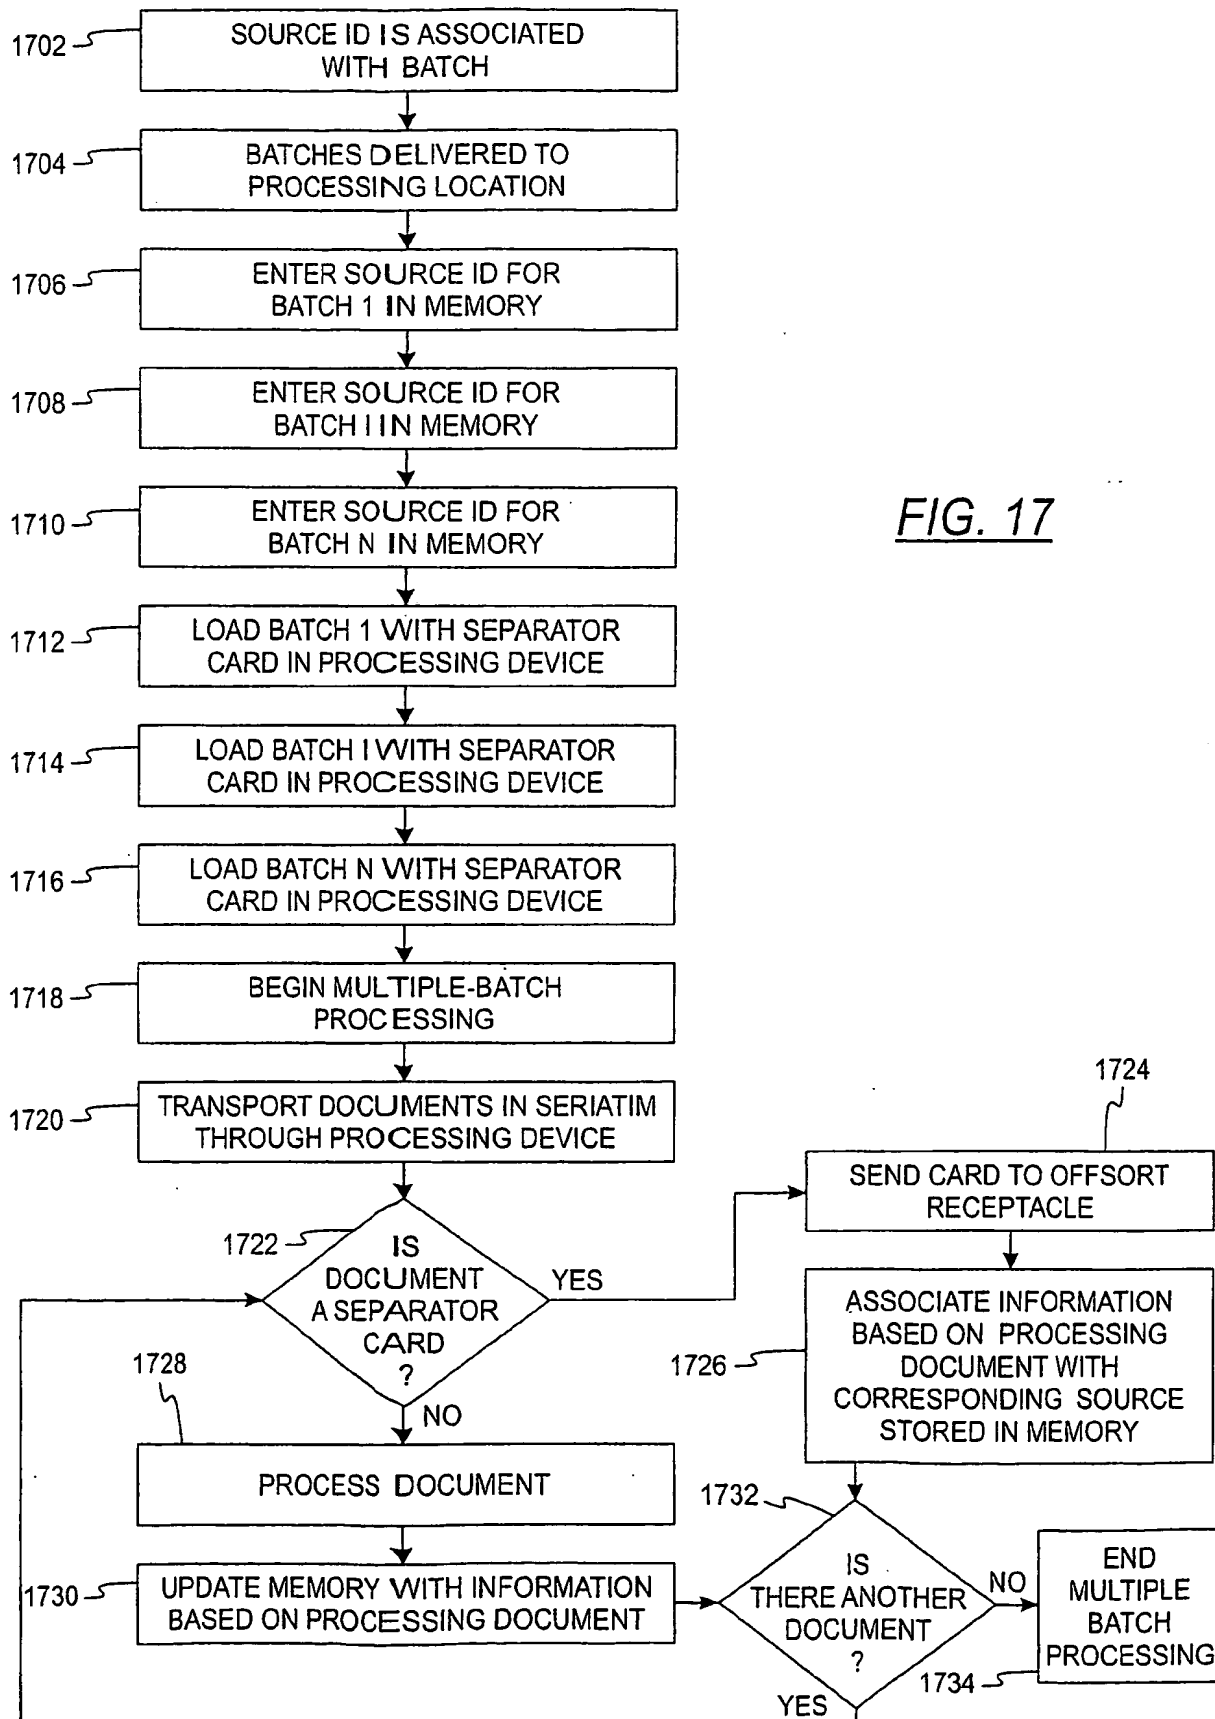 1702
SOURCE ID IS ASSOCIATED
WITH BATCH
1704
BATCHES DELIVERED TO
PROCESSING LOCATION
1706
ENTER SOURCE ID FOR
BATCH 1 IN MEMORY
1708
ENTER SOURCE ID FOR
BATCH I IN MEMORY
1710
ENTER SOURCE ID FOR
BATCH N IN MEMORY
FIG. 17
1712
LOAD BATCH 1 WITH SEPARATOR
CARD IN PROCESSING DEVICE
1714
LOAD BATCH I WITH SEPARATOR
CARD IN PROCESSING DEVICE
1716
LOAD BATCH N WITH SEPARATOR
CARD IN PROCESSING DEVICE
1718
BEGIN MULTIPLE-BATCH
PROCESSING
1720
TRANSPORT DOCUMENTS IN SERIATIM
THROUGH PROCESSING DEVICE
1722
IS
DOCUMENT
A SEPARATOR
CARD
?
YES
NO
1724
SEND CARD TO OFFSORT
RECEPTACLE
1726
ASSOCIATE INFORMATION
BASED ON PROCESSING
DOCUMENT WITH
CORRESPONDING SOURCE
STORED IN MEMORY
1728
PROCESS DOCUMENT
1730
UPDATE MEMORY WITH INFORMATION
BASED ON PROCESSING DOCUMENT
1732
IS
THERE ANOTHER
DOCUMENT
?
NO
YES
END
MULTIPLE
BATCH
PROCESSING
1734